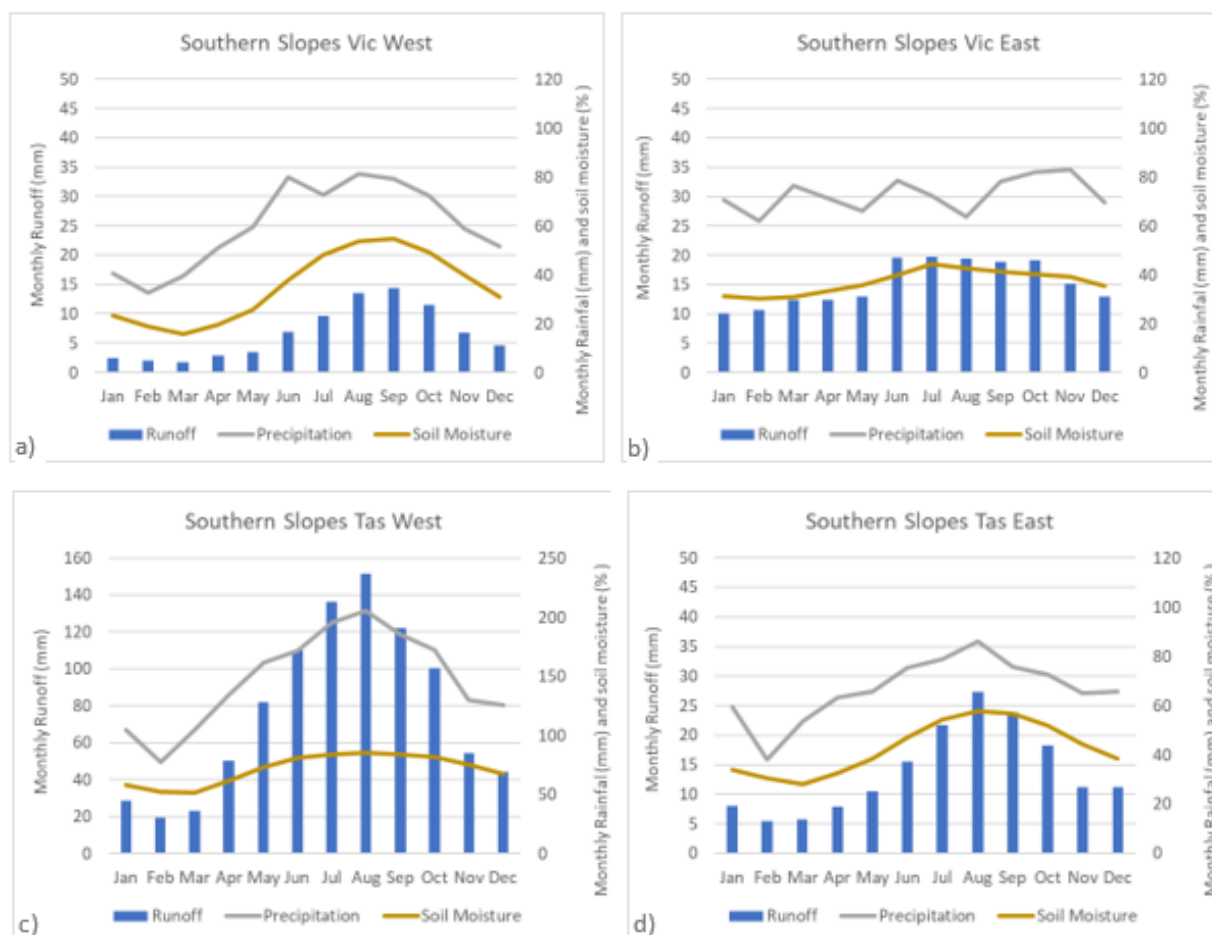 Southern Slopes Vic West
Monthly Runoff (mm)
50
45
40
35
30
25
20
15
10
5
0
120
100
80
60
40
20
0
Monthly Rainfal (mm) and soil moisture (%)
Jan Feb Mar Apr May Jun Jul Aug Sep Oct Nov Dec
Runoff Precipitation Soil Moisture
a)
Southern Slopes Vic East
Monthly Runoff (mm)
50
45
40
35
30
25
20
15
10
5
0
120
100
80
60
40
20
0
Monthly Rainfal (mm) and soil moisture (%)
Jan Feb Mar Apr May Jun Jul Aug Sep Oct Nov Dec
Runoff Precipitation Soil Moisture
b)
Southern Slopes Tas West
Monthly Runoff (mm)
160
140
120
100
80
60
40
20
0
250
200
150
100
50
0
Monthly Rainfal (mm) and soil moisture (% )
Jan Feb Mar Apr May Jun Jul Aug Sep Oct Nov Dec
Runoff Precipitation Soil Moisture
c)
Southern Slopes Tas East
Monthly Runoff (mm)
50
45
40
35
30
25
20
15
10
5
0
120
100
80
60
40
20
0
Monthly Rainfal (mm) and soil moisture (% )
Jan Feb Mar Apr May Jun Jul Aug Sep Oct Nov Dec
Runoff Precipitation Soil Moisture
d)